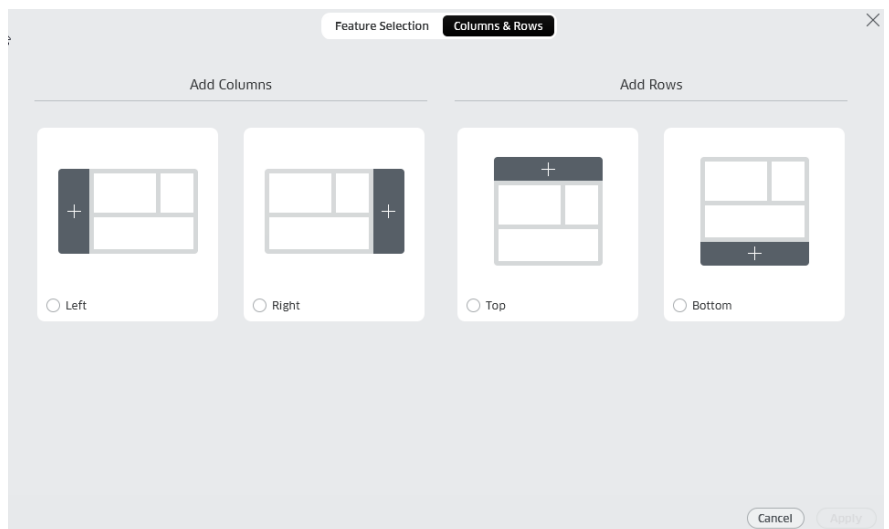 Feature Selection
Columns & Rows
Add Columns
Add Rows
Left
Right
Top
Bottom
Cancel
Apply